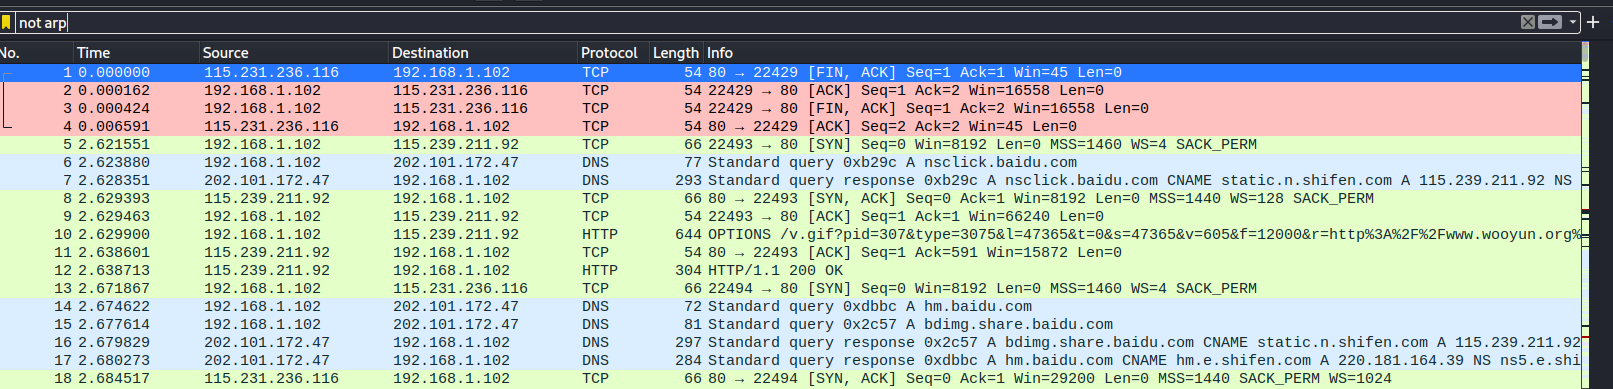 not arp
No. Time Source Destination Protocol Length Info
1 0.000000 115.231.236.116 192.168.1.102 TCP 54 80 → 22429 [FIN, ACK] Seq=1 Ack=1 Win=45 Len=0
2 0.000162 192.168.1.102 115.231.236.116 TCP 54 22429 → 80 [ACK] Seq=1 Ack=2 Win=16558 Len=0
3 0.000424 192.168.1.102 115.231.236.116 TCP 54 22429 → 80 [FIN, ACK] Seq=1 Ack=2 Win=16558 Len=0
4 0.006591 115.231.236.116 192.168.1.102 TCP 54 80 → 22429 [ACK] Seq=2 Ack=2 Win=45 Len=0
5 2.621551 192.168.1.102 115.239.211.92 TCP 66 22493 → 80 [SYN] Seq=0 Win=8192 Len=0 MSS=1460 WS=4 SACK_PERM
6 2.623880 192.168.1.102 202.101.172.47 DNS 77 Standard query 0xb29c A nsclick.baidu.com
7 2.628351 202.101.172.47 192.168.1.102 DNS 293 Standard query response 0xb29c A nsclick.baidu.com CNAME static.n.shifen.com A 115.239.211.92 NS
8 2.629393 115.239.211.92 192.168.1.102 TCP 66 80 → 22493 [SYN, ACK] Seq=0 Ack=1 Win=8192 Len=0 MSS=1440 WS=128 SACK_PERM
9 2.629463 192.168.1.102 115.239.211.92 TCP 54 22493 → 80 [ACK] Seq=1 Ack=1 Win=66240 Len=0
10 2.629900 192.168.1.102 115.239.211.92 HTTP 644 OPTIONS /v.gif?pid=307&type=3075&l=47365&t=0&s=47365&v=605&f=12000&r=http%3A%2F%2Fwww.wooyun.org%
11 2.638601 115.239.211.92 192.168.1.102 TCP 54 80 → 22493 [ACK] Seq=1 Ack=591 Win=15872 Len=0
12 2.638713 115.239.211.92 192.168.1.102 HTTP 304 HTTP/1.1 200 OK
13 2.671867 192.168.1.102 115.231.236.116 TCP 66 22494 → 80 [SYN] Seq=0 Win=8192 Len=0 MSS=1460 WS=4 SACK_PERM
14 2.674622 192.168.1.102 202.101.172.47 DNS 72 Standard query 0xdbbc A hm.baidu.com
15 2.677614 192.168.1.102 202.101.172.47 DNS 81 Standard query 0x2c57 A bdimg.share.baidu.com
16 2.679829 202.101.172.47 192.168.1.102 DNS 297 Standard query response 0x2c57 A bdimg.share.baidu.com CNAME static.n.shifen.com A 115.239.211.92
17 2.680273 202.101.172.47 192.168.1.102 DNS 284 Standard query response 0xdbbc A hm.baidu.com CNAME hm.e.shifen.com A 220.181.164.39 NS ns5.e.shi
18 2.684517 115.231.236.116 192.168.1.102 TCP 66 80 → 22494 [SYN, ACK] Seq=0 Ack=1 Win=29200 Len=0 MSS=1440 SACK_PERM WS=1024